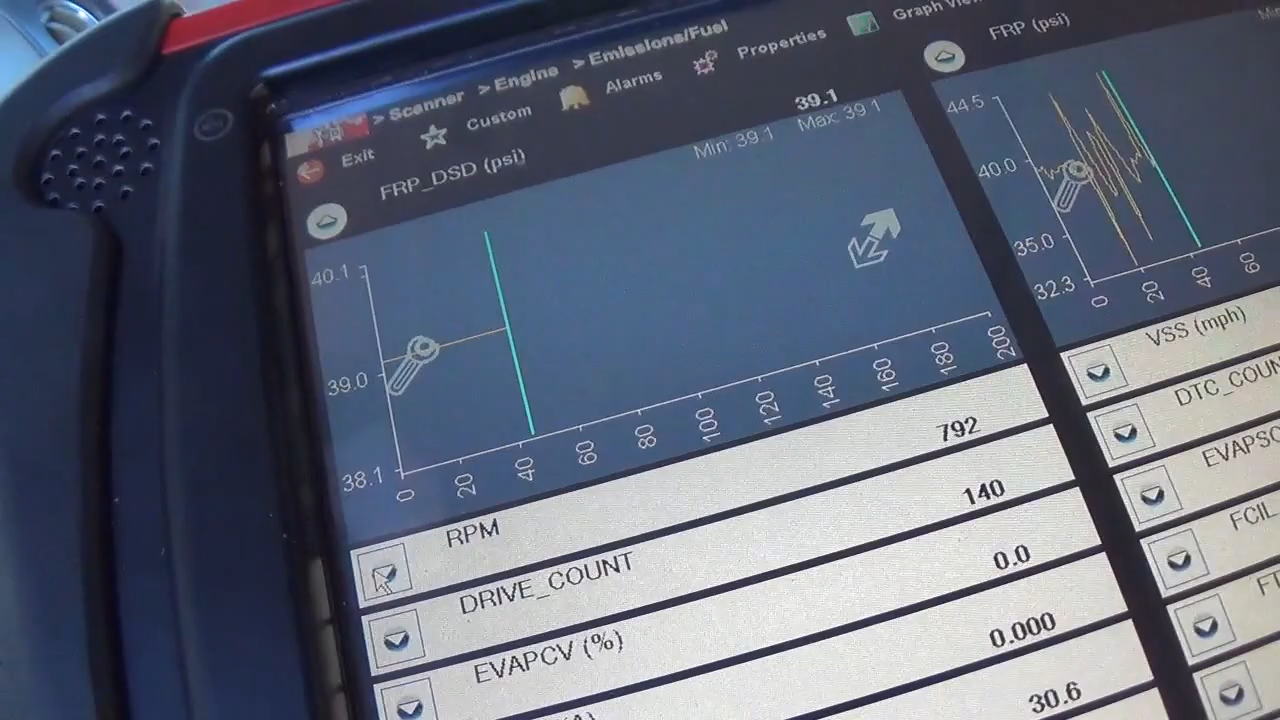 > Scanner > Engine > Emissions/Fuel
Exit Custom Alarms Properties Graph View
FRP_DSD (psi) 39.1
Min: 39.1 Max: 39.1
40.1
39.0
38.1
0 20 40 60 80 100 120 140 160 180 200
FRP (psi)
44.5
40.0
35.0
32.3
0 20 40 60
RPM 792
DRIVE_COUNT 140
EVAPCV (%) 0.0
0.000
30.6
VSS (mph)
DTC_COUN
EVAPSO
FCIL